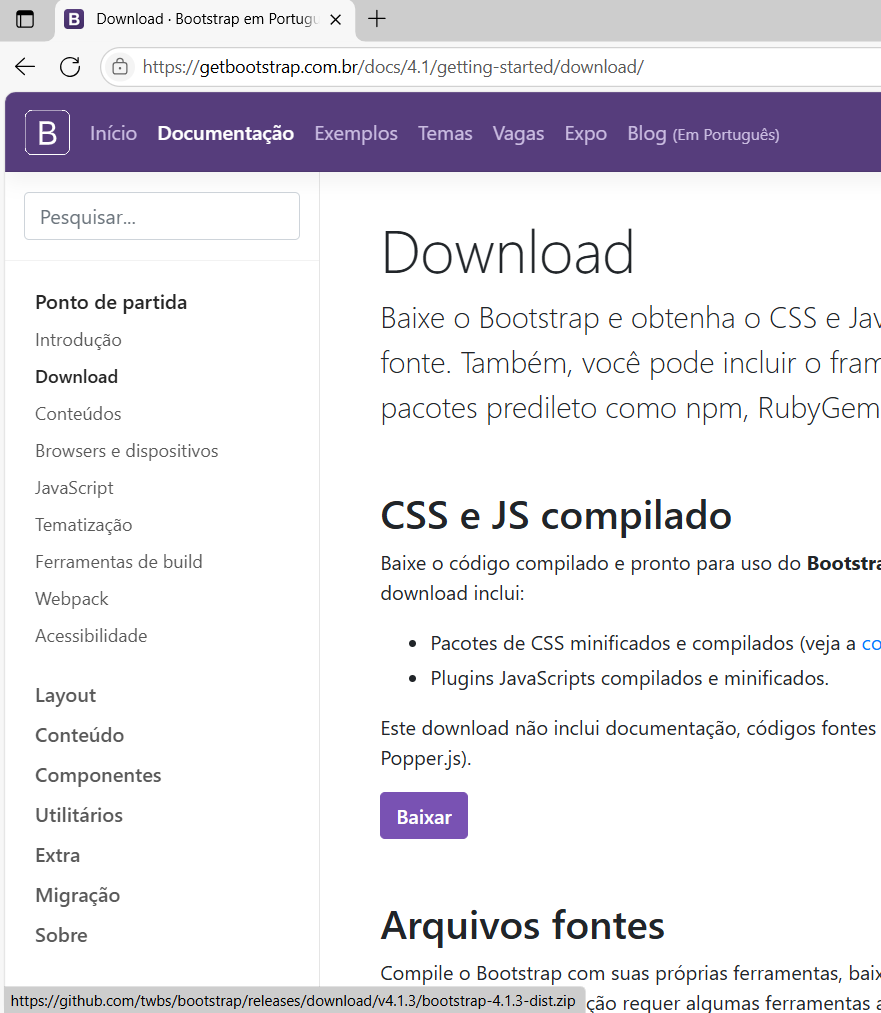 Download · Bootstrap em Portugu
https://getbootstrap.com.br/docs/4.1/getting-started/download/
B Início Documentação Exemplos Temas Vagas Expo Blog (Em Português)
Pesquisar...
Ponto de partida
Introdução
Download
Conteúdos
Browsers e dispositivos
JavaScript
Tematização
Ferramentas de build
Webpack
Acessibilidade
Layout
Conteúdo
Componentes
Utilitários
Extra
Migração
Sobre
Download
Baixe o Bootstrap e obtenha o CSS e Jav
fonte. Também, você pode incluir o fram
pacotes predileto como npm, RubyGem
CSS e JS compilado
Baixe o código compilado e pronto para uso do Bootstra
download inclui:
• Pacotes de CSS minificados e compilados (veja a co
• Plugins JavaScripts compilados e minificados.
Este download não inclui documentação, códigos fontes
Popper.js).
Baixar
Arquivos fontes
Compile o Bootstrap com suas próprias ferramentas, baix
ção requer algumas ferramentas a
https://github.com/twbs/bootstrap/releases/download/v4.1.3/bootstrap-4.1.3-dist.zip